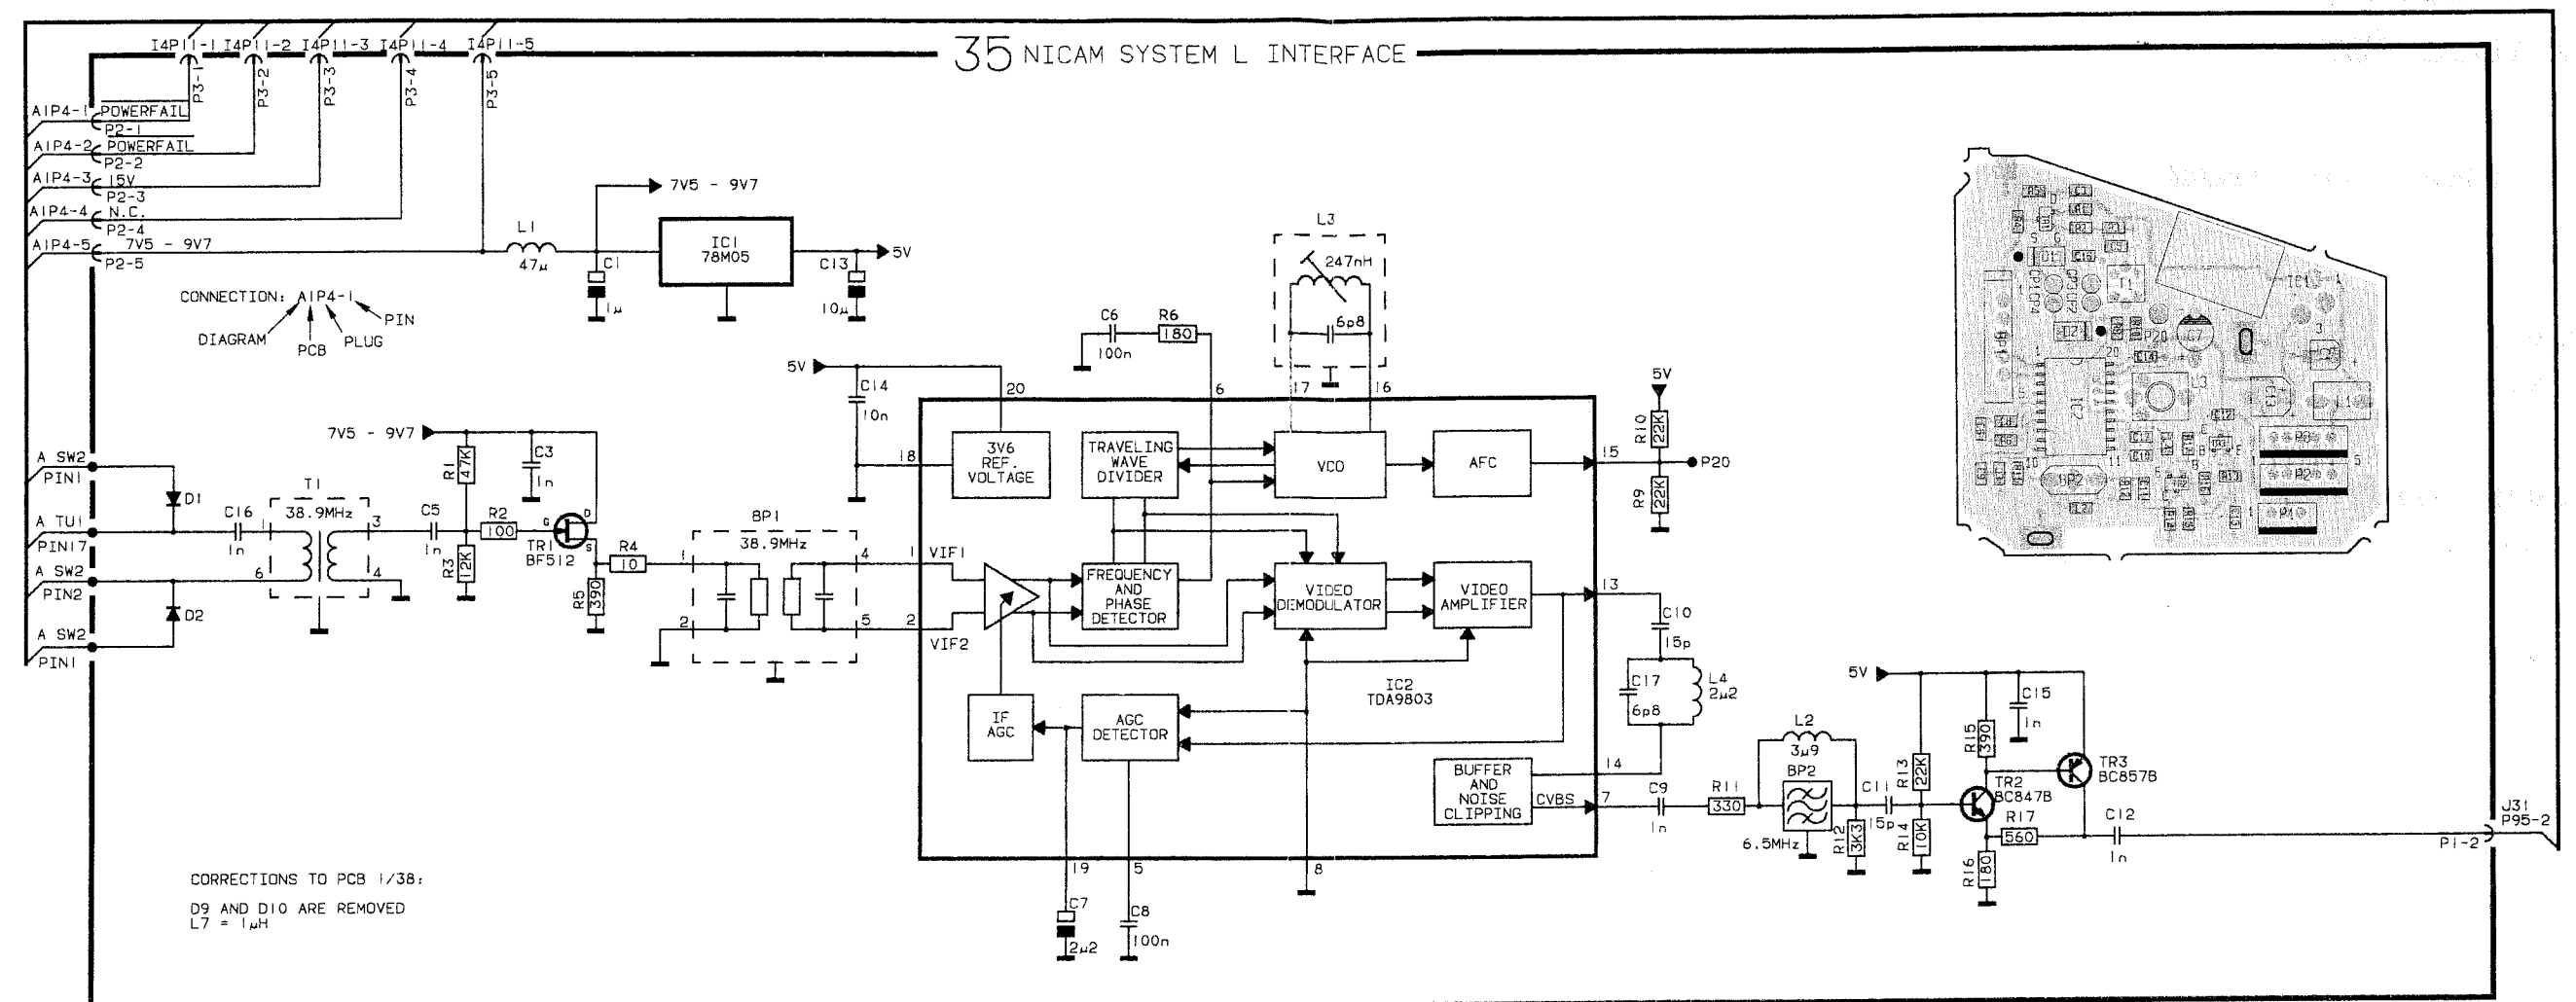 35 NICAM SYSTEM L INTERFACE
14P11-1 14P11-2 14P11-3 14P11-4 14P11-5
P3-1 P3-2 P3-3 P3-4 P3-5
A1P4-1 POWERFAIL
P2-1
A1P4-2 POWERFAIL
P2-2
A1P4-3 15V
P2-3
A1P4-4 N.C.
P2-4
A1P4-5 7V5 - 9V7
P2-5
L1
47µ
7V5 - 9V7
C1
1µ
IC1
78M05
C13
10µ
5V
CONNECTION: A1P4-1
DIAGRAM
PCB
PLUG
PIN
L3
247nH
6p8
C6
100n
R6
180
5V
C14
10n
20
6
17
16
18
3V6
REF.
VOLTAGE
TRAVELING
WAVE
DIVIDER
VCO
AFC
15
5V
R10
22K
P20
R9
22K
7V5 - 9V7
R1
47K
C3
1n
A SW2
PIN1
D1
A TU1
PIN17
A SW2
PIN2
D2
A SW2
PIN1
C16
1n
T1
38.9MHz
1
3
6
4
C5
1n
R2
100
R3
12K
G
D
S
TR1
BF512
R4
10
R5
390
BP1
38.9MHz
1
4
2
5
1
VIF1
2
VIF2
FREQUENCY
AND
PHASE
DETECTOR
VIDEO
DEMODULATOR
VIDEO
AMPLIFIER
13
C10
15p
C17
6p8
L4
2µ2
IC2
TDA9803
IF
AGC
AGC
DETECTOR
BUFFER
AND
NOISE
CLIPPING
CVBS
14
7
19
5
8
C7
2µ2
C8
100n
C9
1n
R11
330
L2
3µ9
BP2
6.5MHz
R12
3K3
C11
15p
R13
22K
R14
10K
5V
R15
390
C15
1n
TR2
BC847B
TR3
BC857B
R17
560
R16
180
C12
1n
P1-2
J31
P95-2
CORRECTIONS TO PCB 1/38:
D9 AND D10 ARE REMOVED
L7 = 1µH